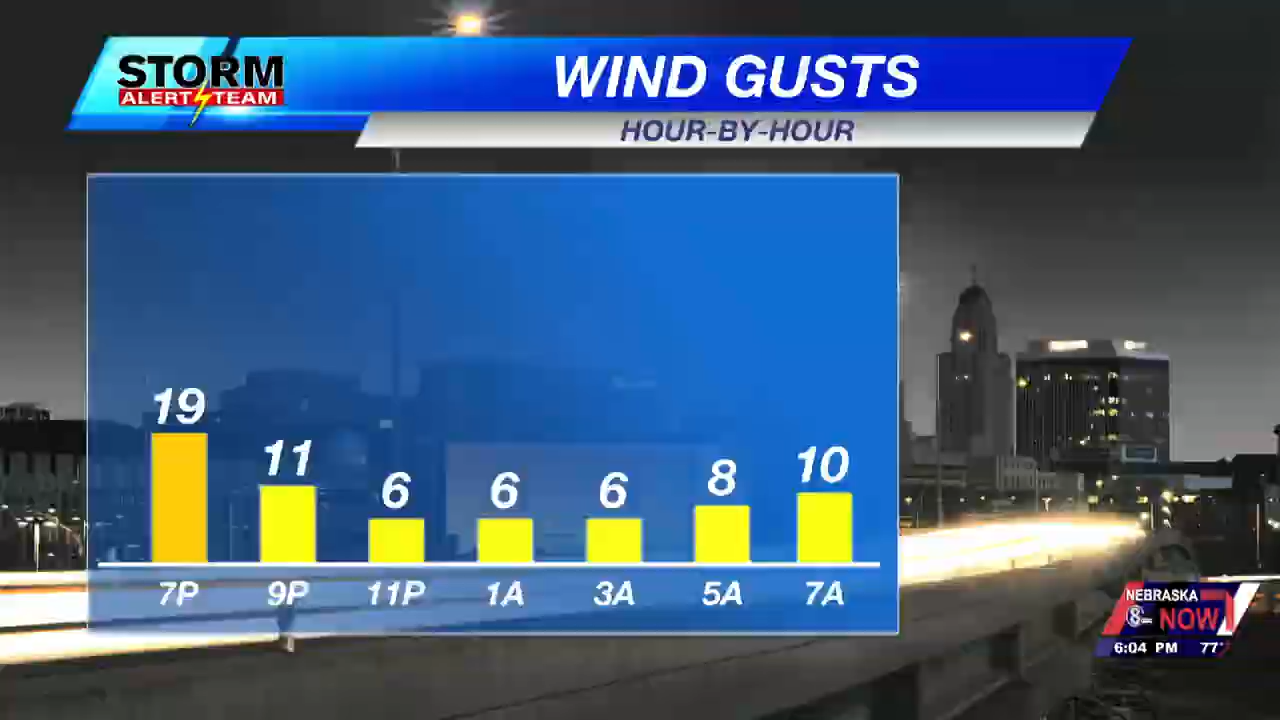 STORM
ALERT TEAM
WIND GUSTS
HOUR-BY-HOUR
19 11 6 6 6 8 10
7P 9P 11P 1A 3A 5A 7A
NEBRASKA
8 NOW
6:04 PM 77°